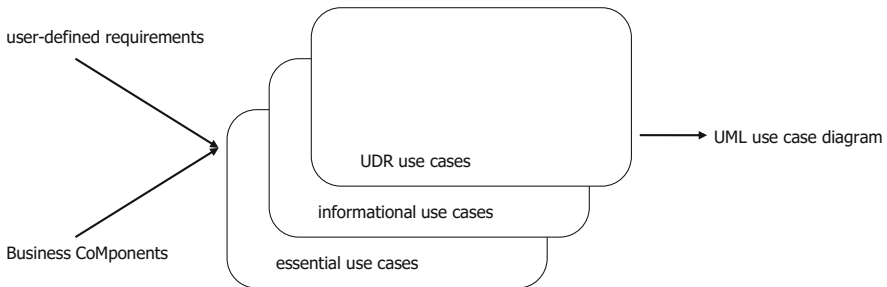 user-defined requirements
UML use case diagram
UDR use cases
informational use cases
Business CoMponents
essential use cases